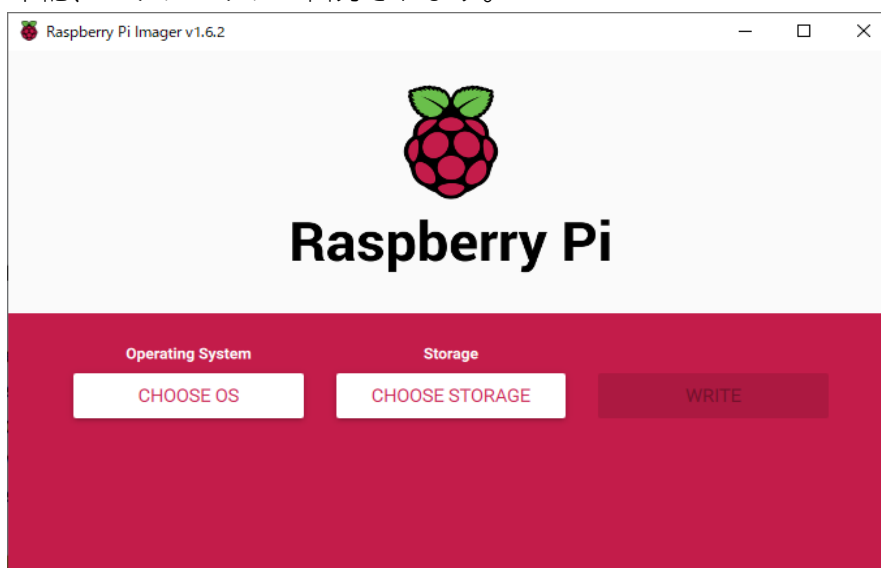 Raspberry Pi Imager v1.6.2
Raspberry Pi
Operating System
Storage
CHOOSE OS
CHOOSE STORAGE
WRITE